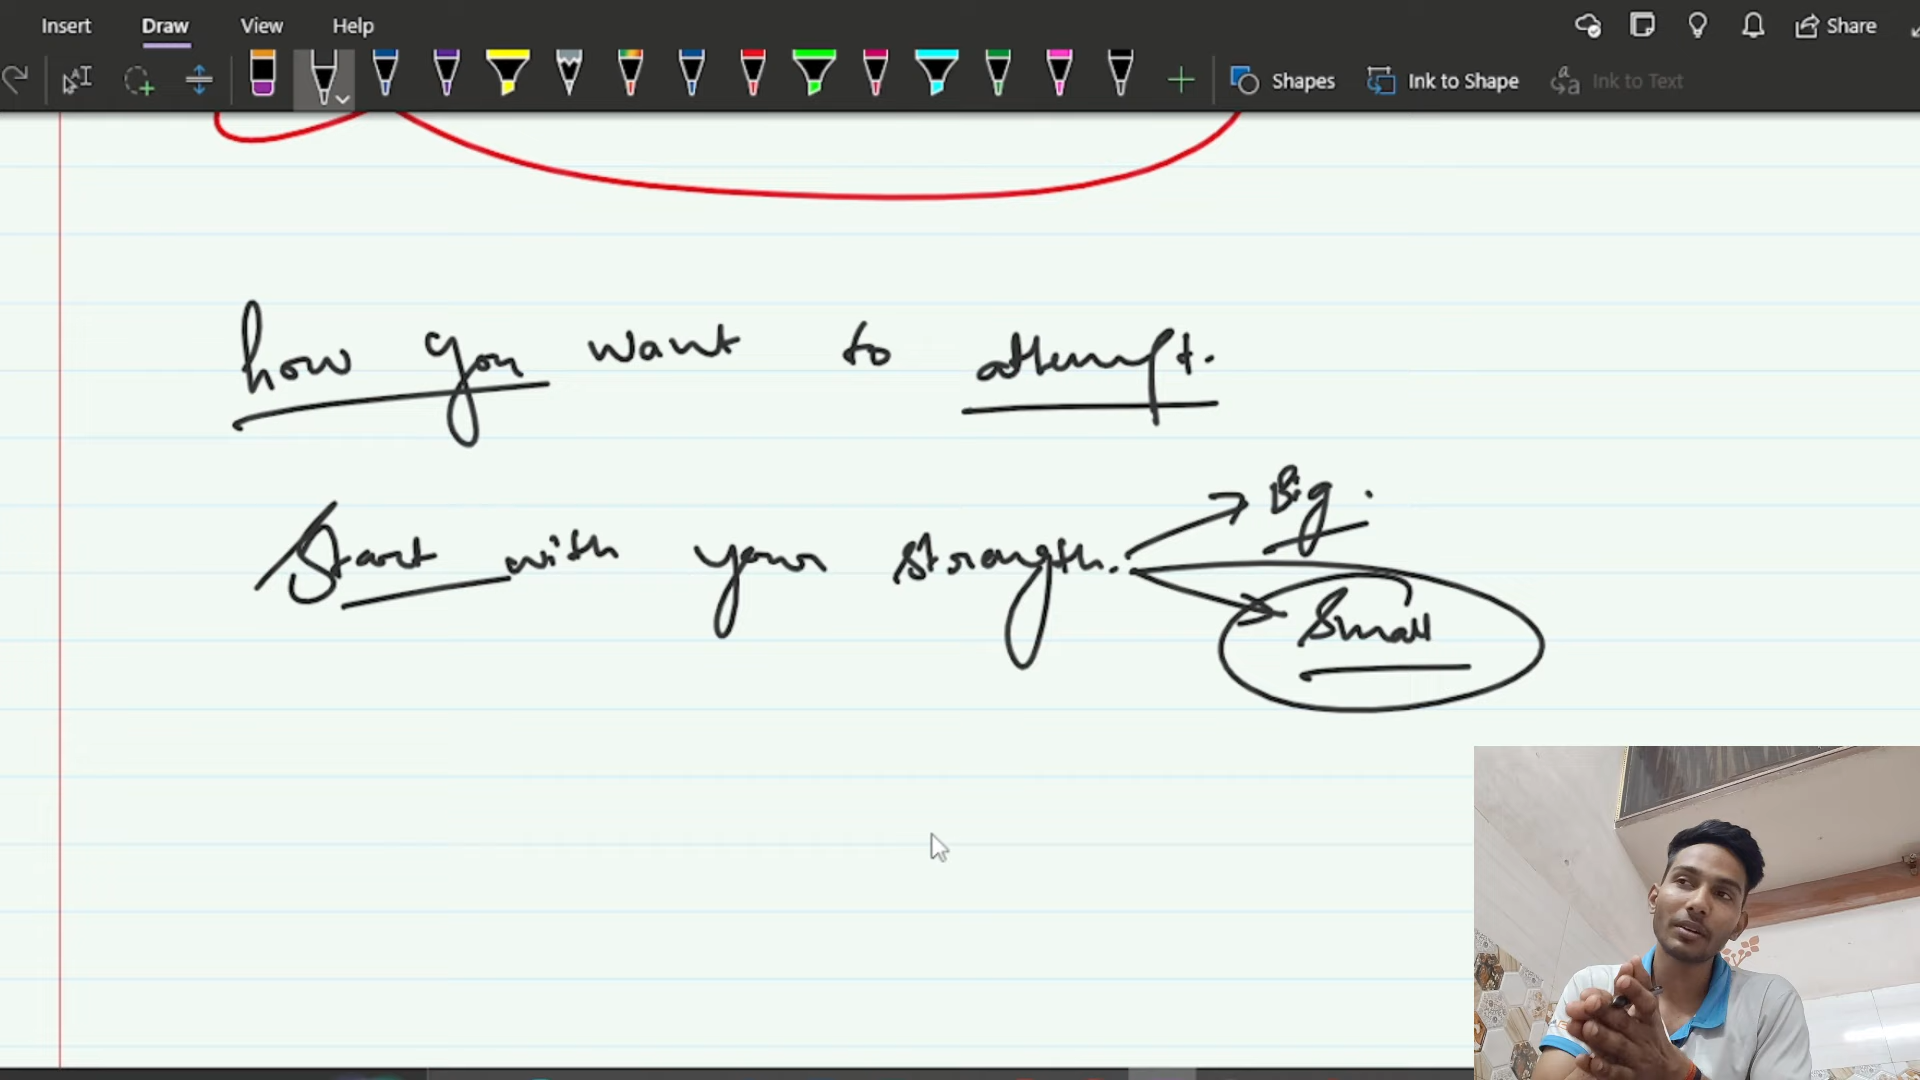 Insert Draw View Help Share
Shapes Ink to Shape Ink to Text
how you want to attempt.
Big.
Start with your strength.
Small